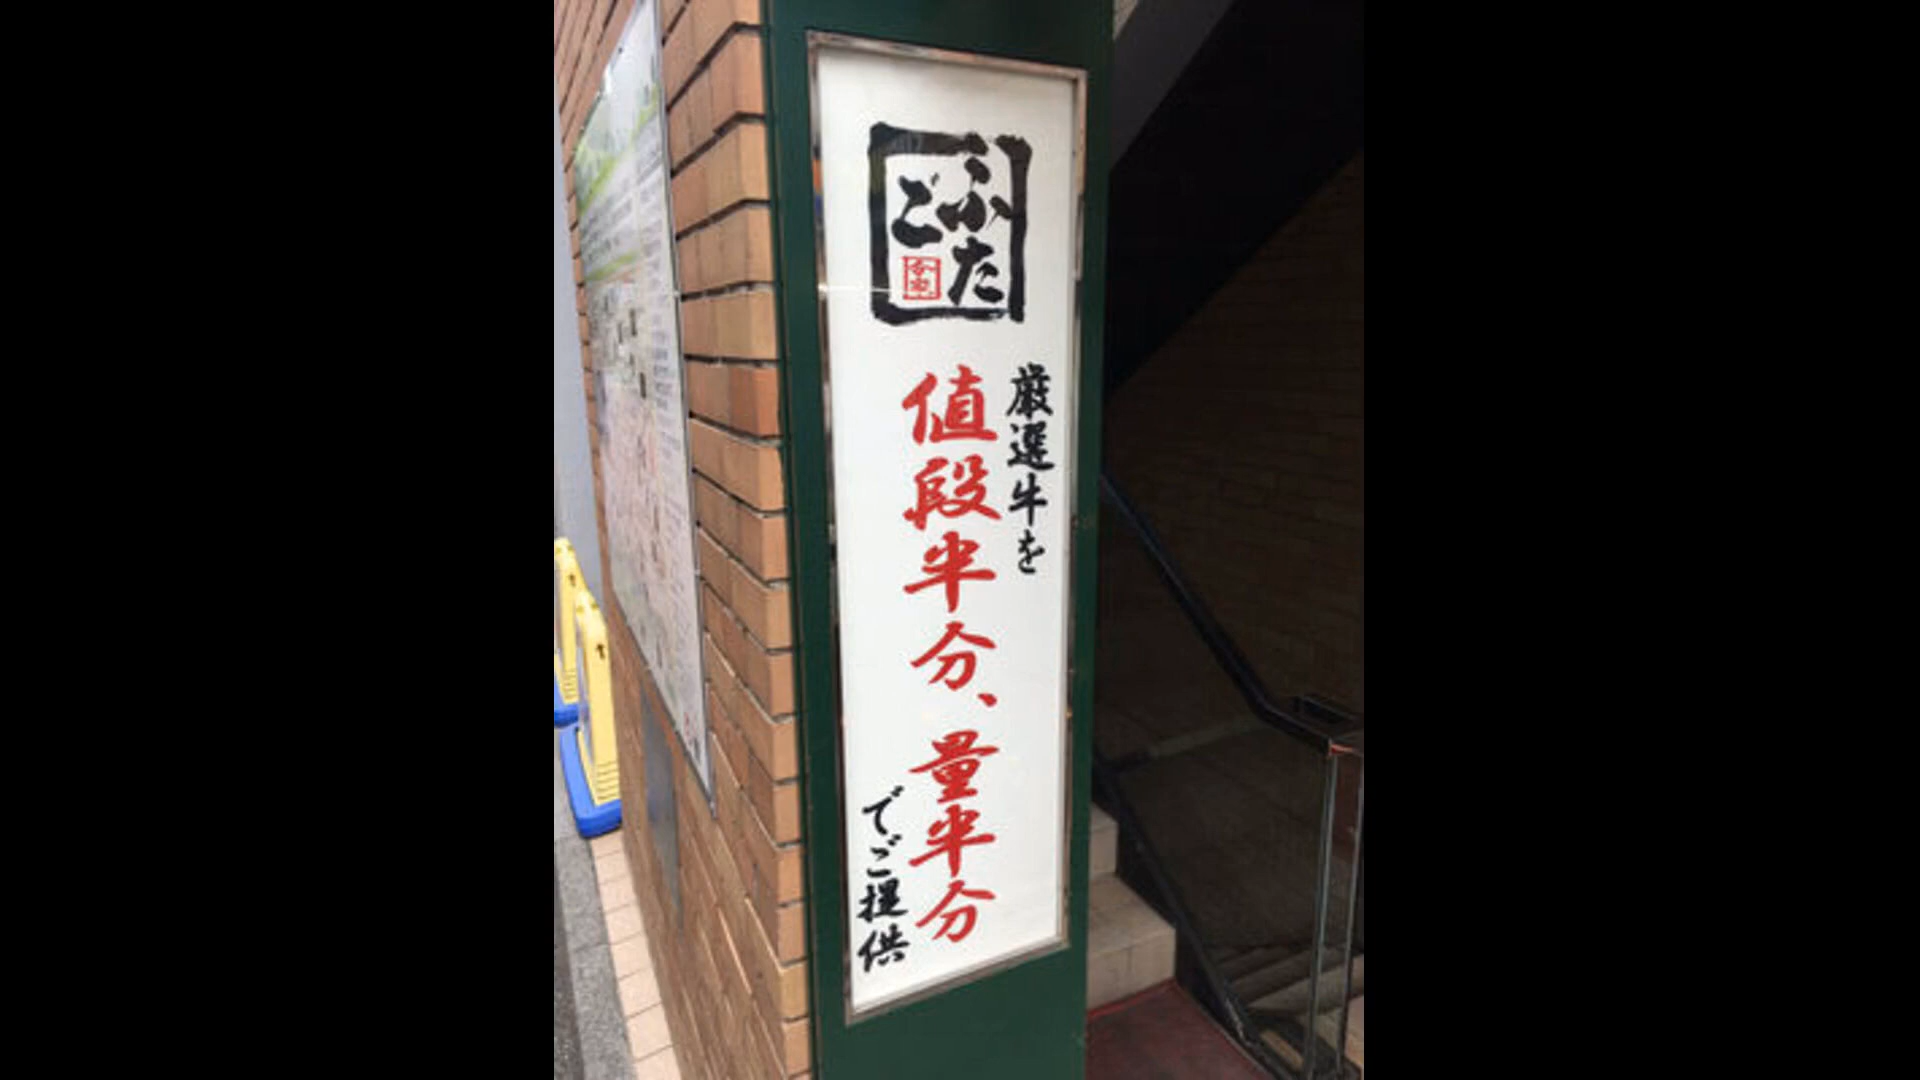 ふた
ご
厳選牛を
値段半分、量半分
でご提供